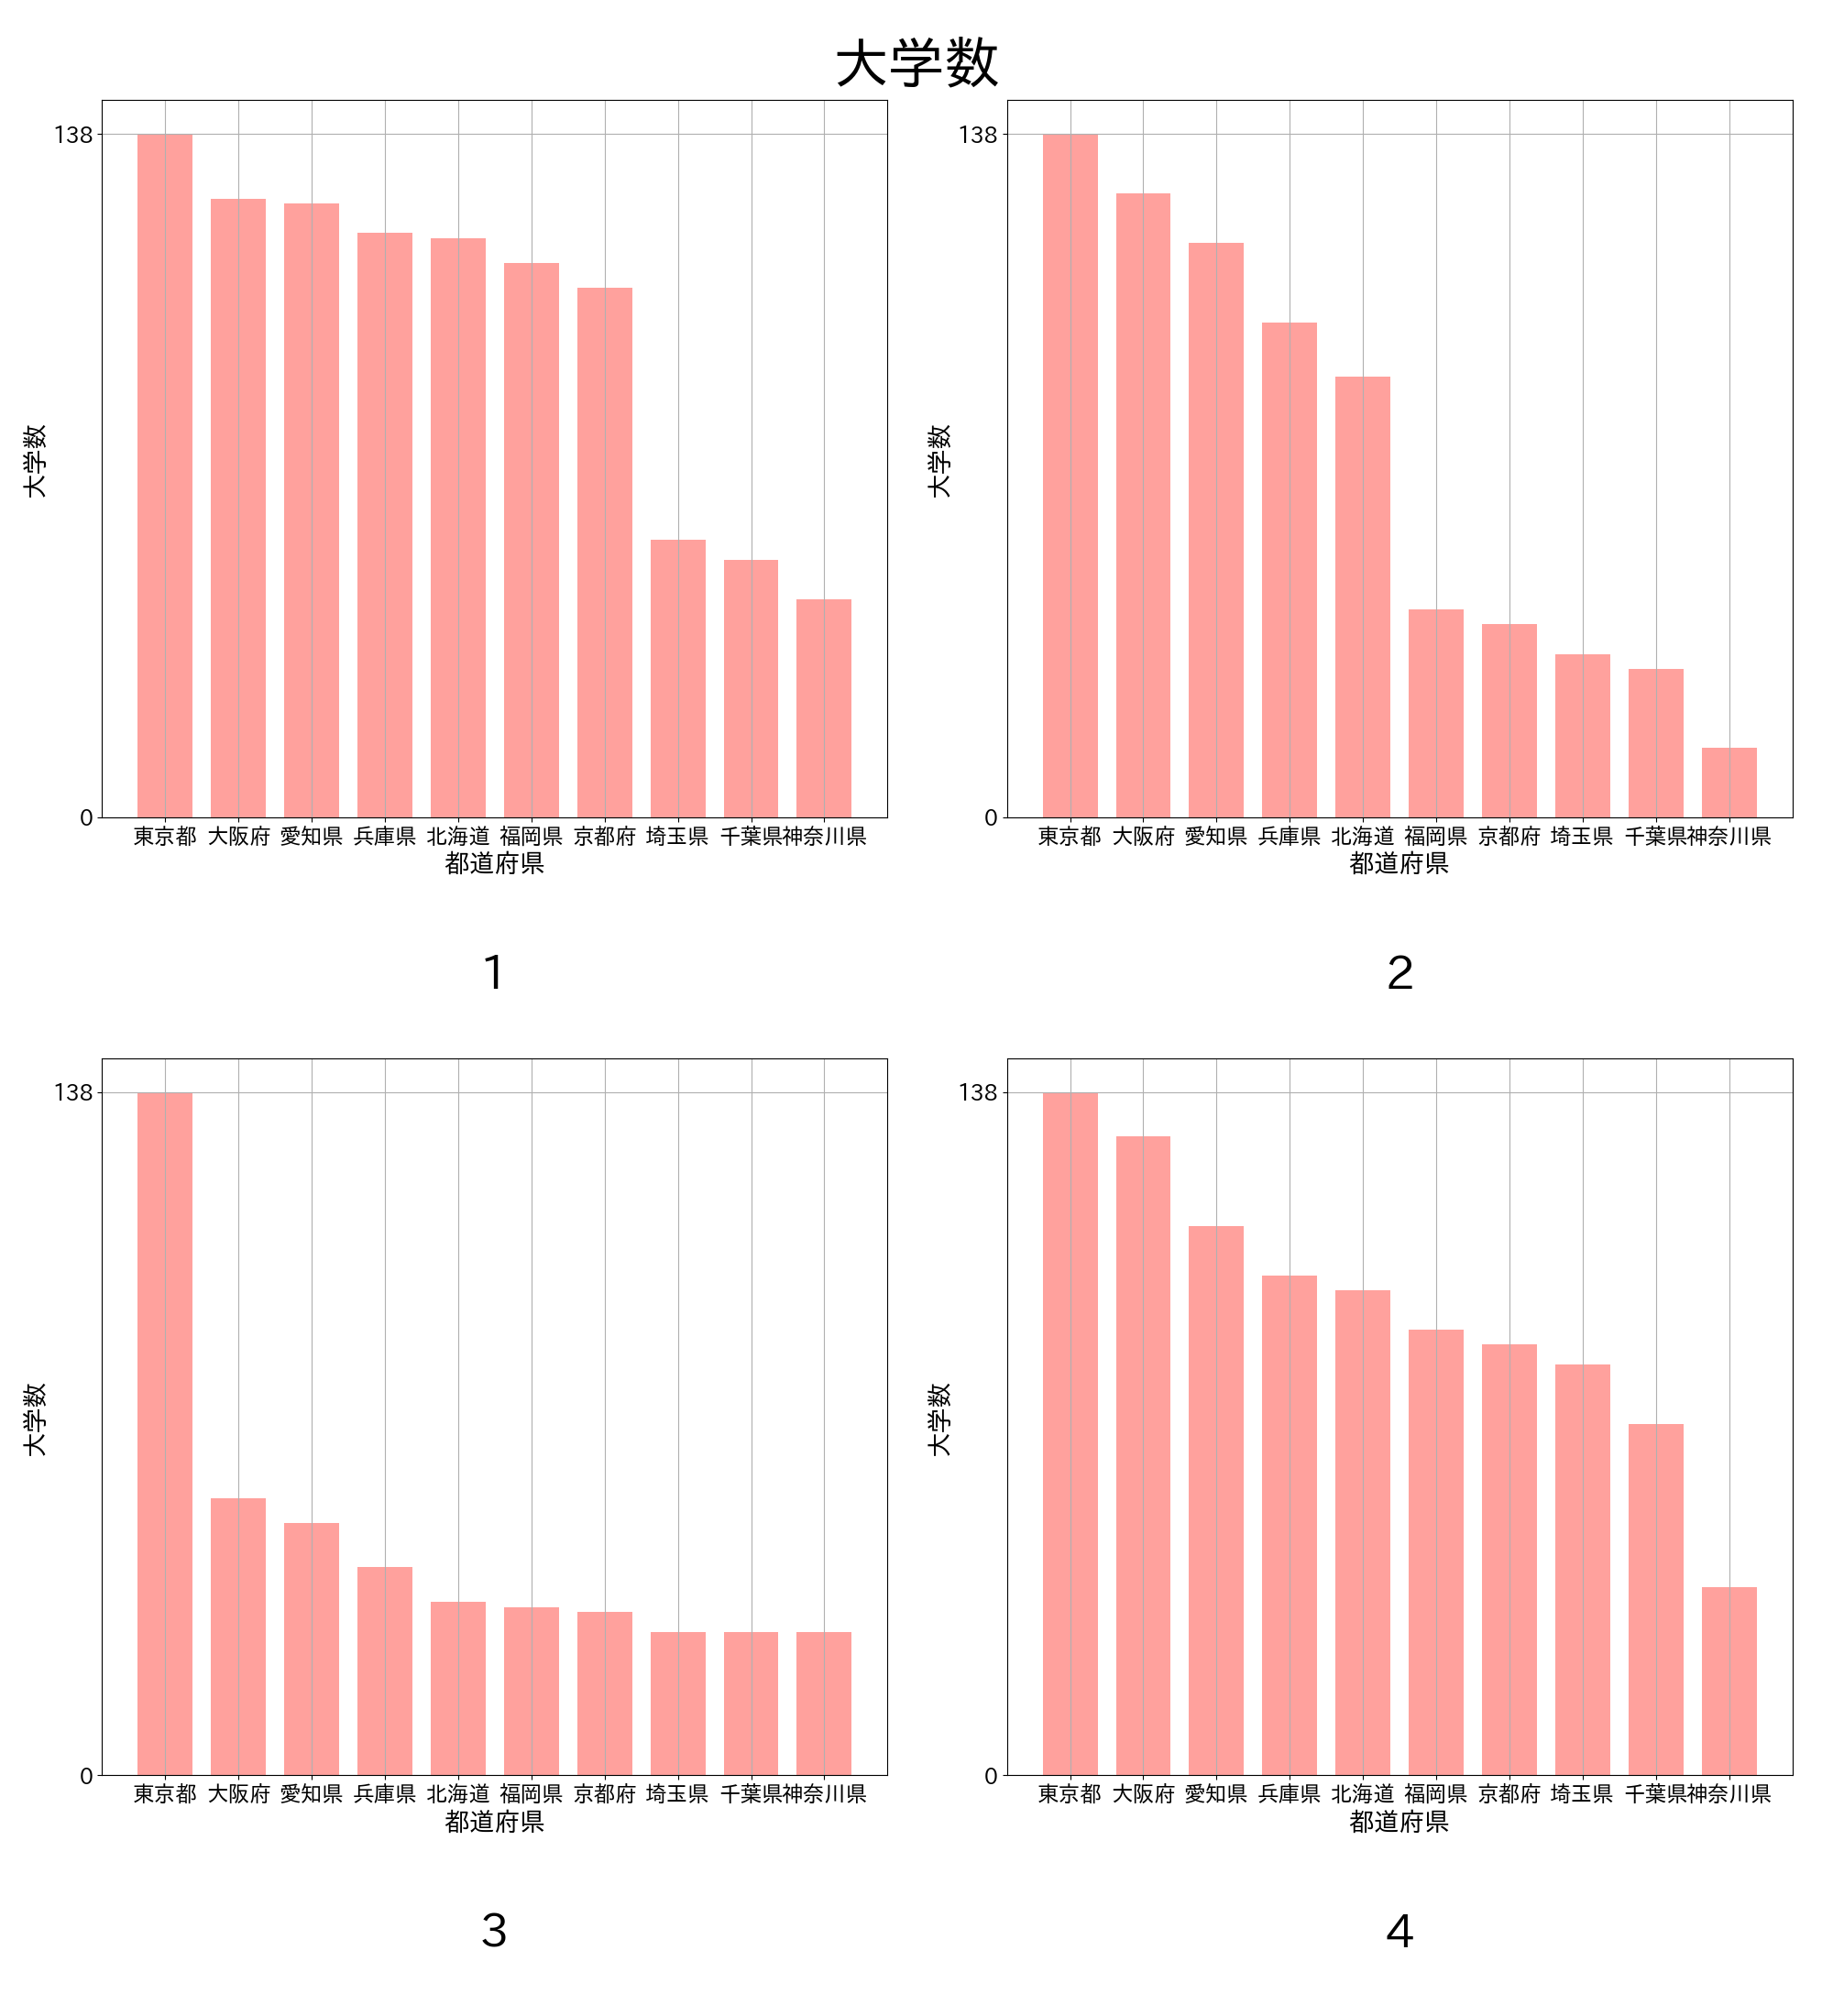 大学数
138
0
大学数
東京都 大阪府 愛知県 兵庫県 北海道 福岡県 京都府 埼玉県 千葉県 神奈川県
都道府県
1
138
0
大学数
東京都 大阪府 愛知県 兵庫県 北海道 福岡県 京都府 埼玉県 千葉県 神奈川県
都道府県
2
138
0
大学数
東京都 大阪府 愛知県 兵庫県 北海道 福岡県 京都府 埼玉県 千葉県 神奈川県
都道府県
3
138
0
大学数
東京都 大阪府 愛知県 兵庫県 北海道 福岡県 京都府 埼玉県 千葉県 神奈川県
都道府県
4